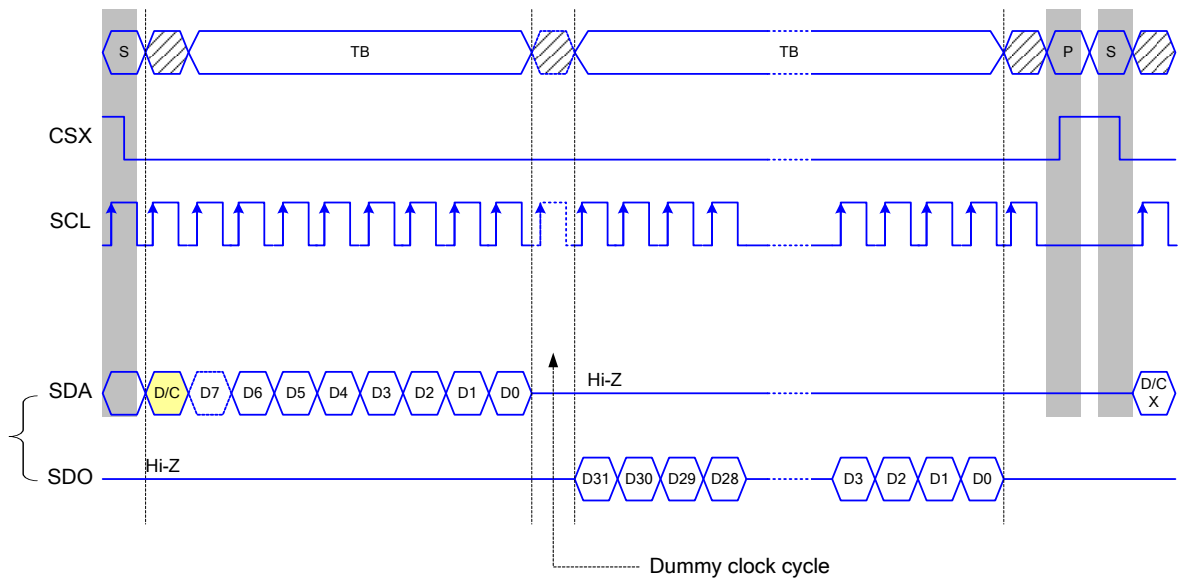 S TB TB P S
CSX
SCL
SDA D/C D7 D6 D5 D4 D3 D2 D1 D0 Hi-Z D/C
X
SDO Hi-Z D31 D30 D29 D28 D3 D2 D1 D0
Dummy clock cycle